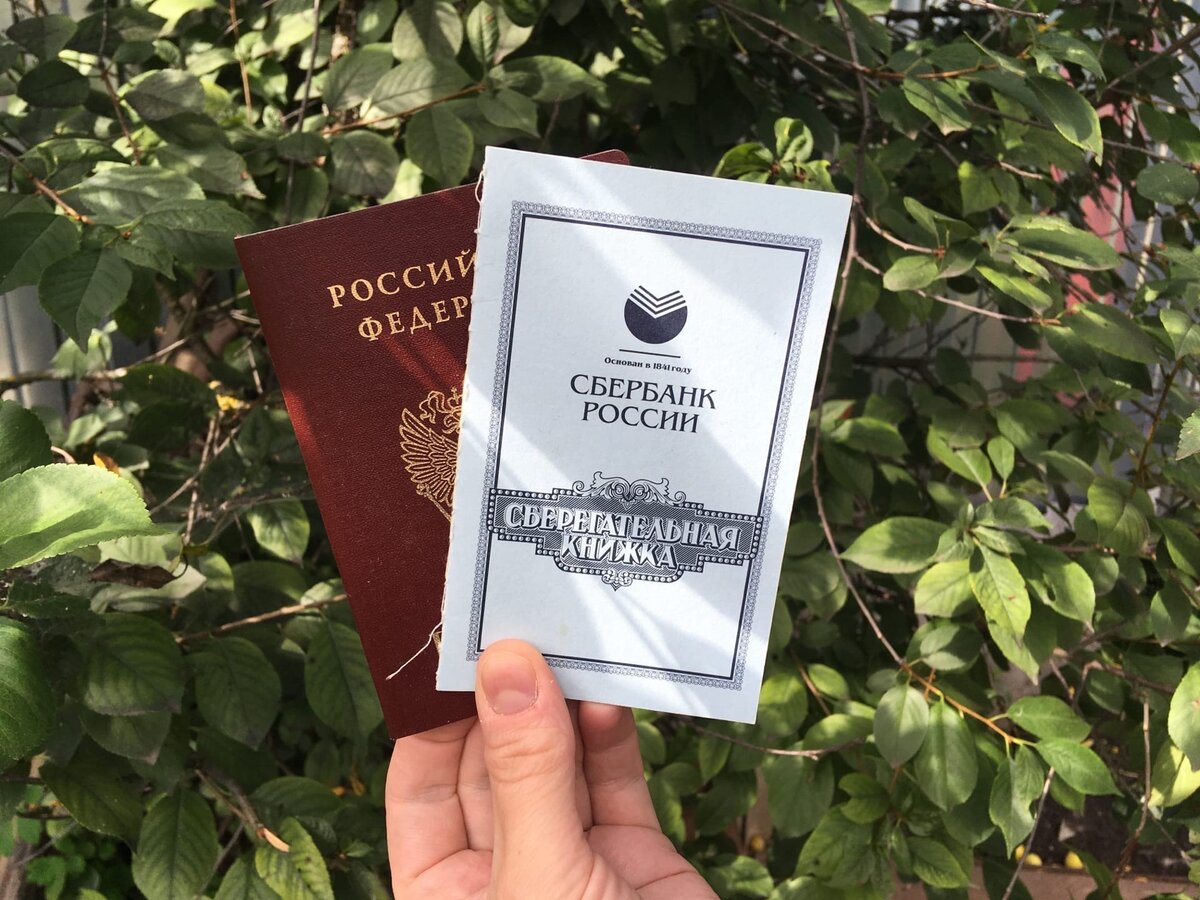 РОССИЙ
ФЕДЕР
Основан в 1841 году
СБЕРБАНК
РОССИИ
СБЕРЕГАТЕЛЬНАЯ
КНИЖКА